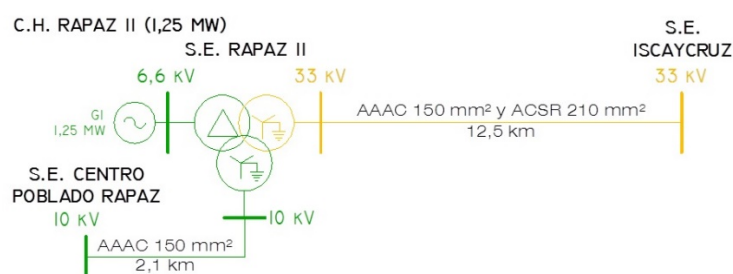 C.H. RAPAZ II (1,25 MW)
S.E. RAPAZ II
S.E.
ISCAYCRUZ
6,6 kV
33 kV
33 kV
G1
1,25 MW
AAAC 150 mm² y ACSR 210 mm²
12,5 km
S.E. CENTRO
POBLADO RAPAZ
10 kV
10 kV
AAAC 150 mm²
2,1 km